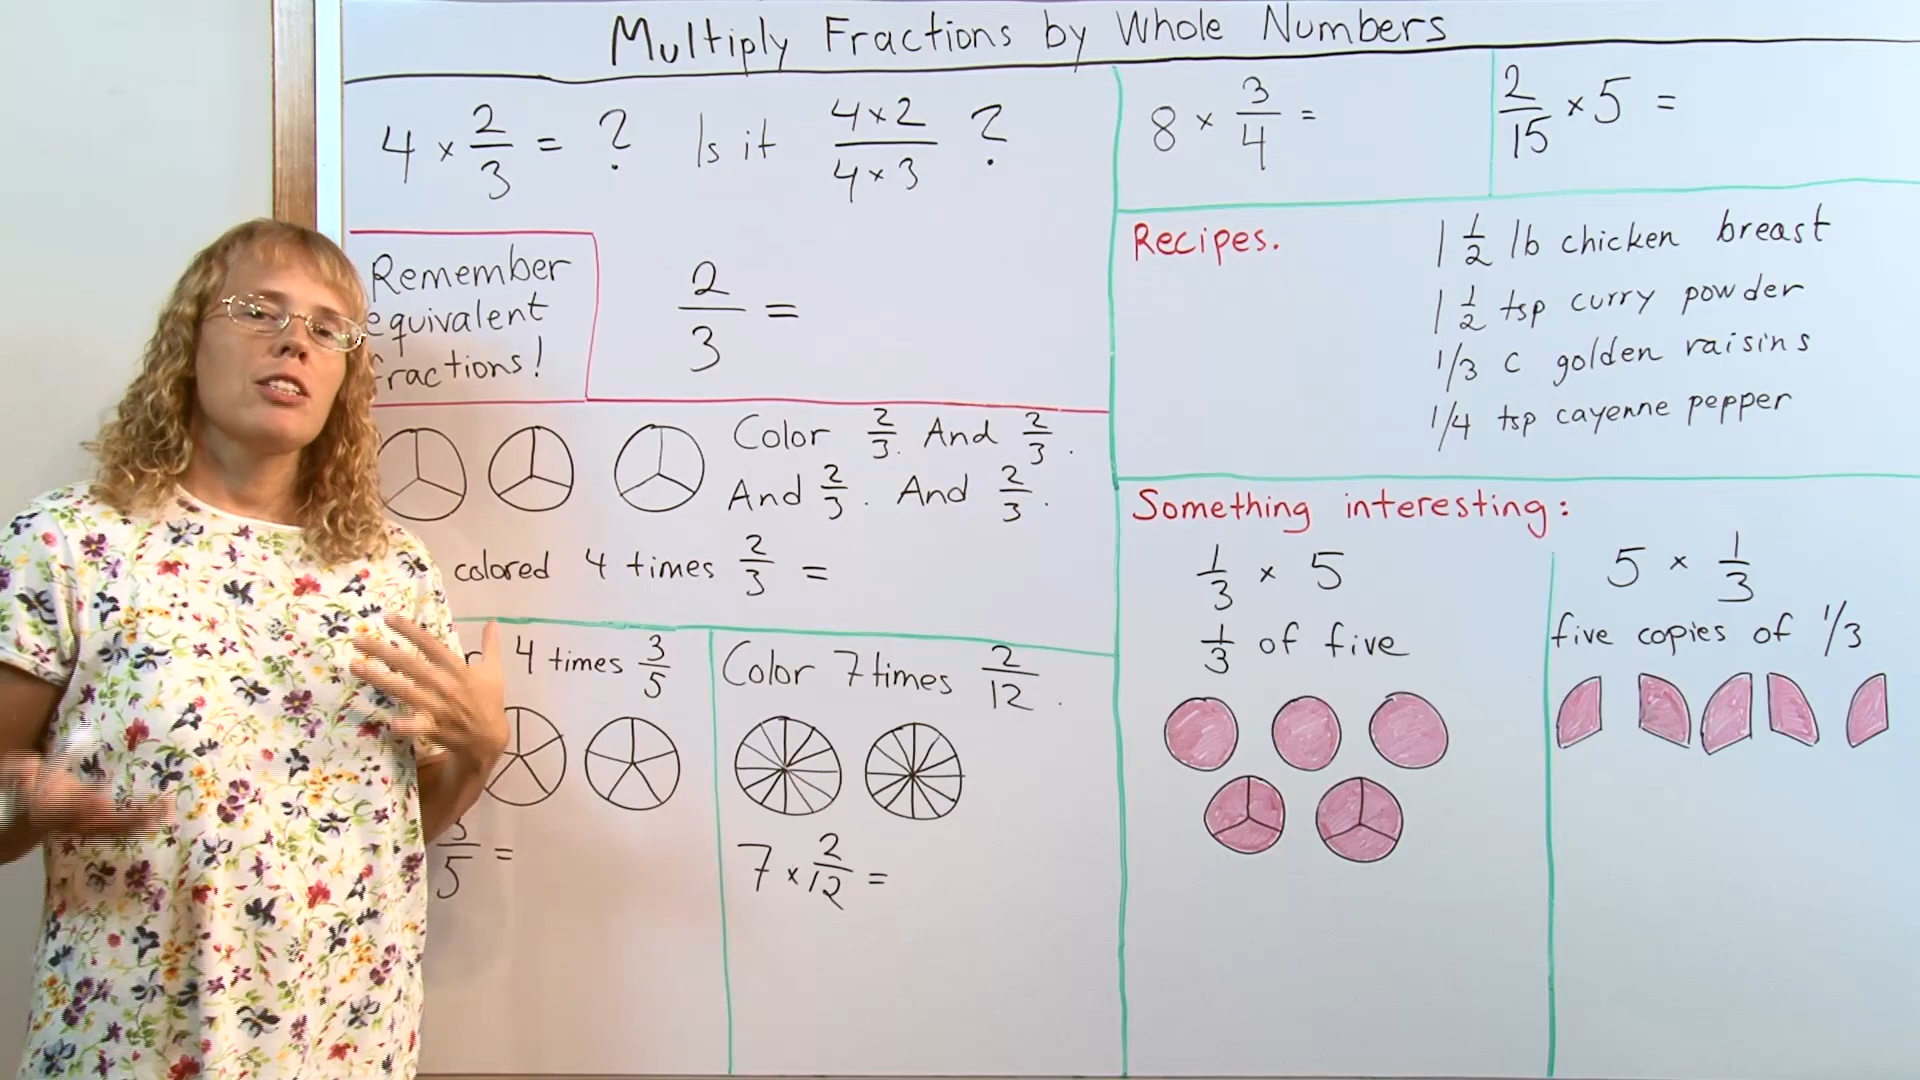 Multiply Fractions by Whole Numbers
4 × 2/3 = ? Is it (4 × 2)/(4 × 3) ?
Remember
equivalent
fractions!
2/3 =
Color 2/3. And 2/3.
And 2/3. And 2/3.
colored 4 times 2/3 =
4 times 3/5
3/5 =
Color 7 times 2/12.
7 × 2/12 =
8 × 3/4 =
2/15 × 5 =
Recipes.
1 1/2 lb chicken breast
1 1/2 tsp curry powder
1/3 c golden raisins
1/4 tsp cayenne pepper
Something interesting:
1/3 × 5
1/3 of five
5 × 1/3
five copies of 1/3